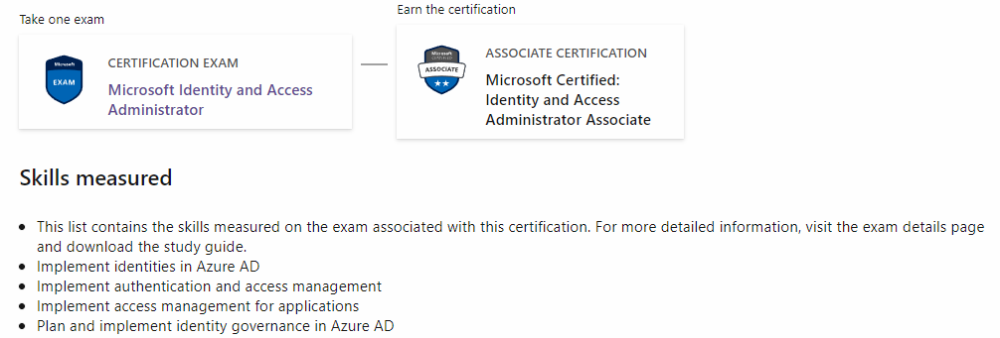 Take one exam
Earn the certification
Microsoft
EXAM
CERTIFICATION EXAM
Microsoft Identity and Access
Administrator
Microsoft
CERTIFIED
ASSOCIATE
ASSOCIATE CERTIFICATION
Microsoft Certified:
Identity and Access
Administrator Associate
Skills measured
This list contains the skills measured on the exam associated with this certification. For more detailed information, visit the exam details page
and download the study guide.
Implement identities in Azure AD
Implement authentication and access management
Implement access management for applications
Plan and implement identity governance in Azure AD